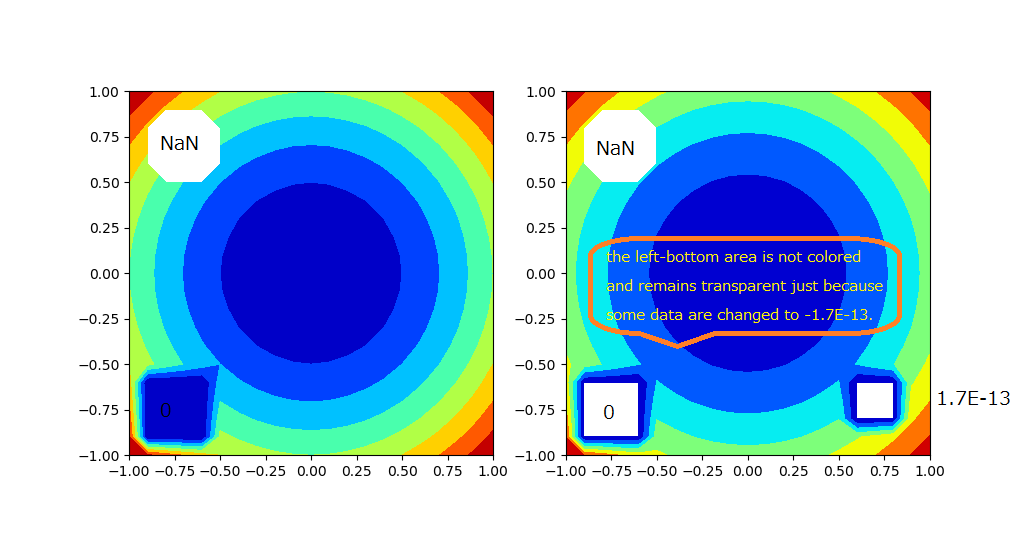 1.00
0.75
0.50
0.25
0.00
−0.25
−0.50
−0.75
−1.00
−1.00 −0.75 −0.50 −0.25 0.00 0.25 0.50 0.75 1.00
NaN
0
1.00
0.75
0.50
0.25
0.00
−0.25
−0.50
−0.75
−1.00
−1.00 −0.75 −0.50 −0.25 0.00 0.25 0.50 0.75 1.00
NaN
the left-bottom area is not colored
and remains transparent just because
some data are changed to -1.7E-13.
0
1.7E-13